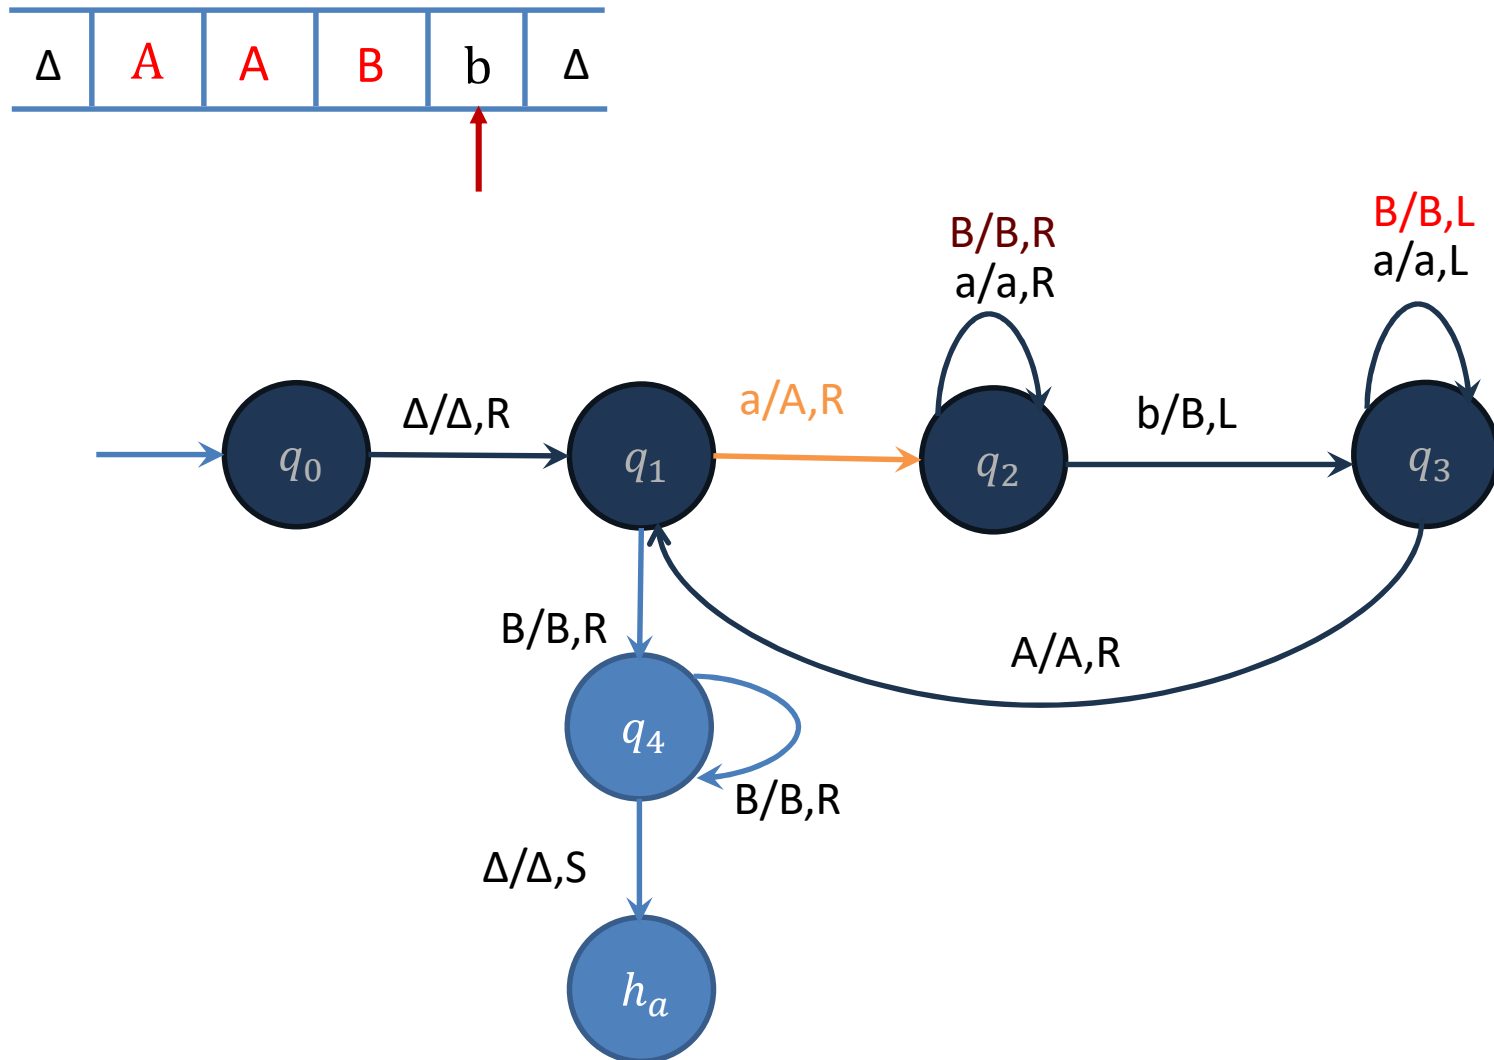 Δ A A B b Δ
B/B,R
a/a,R
B/B,L
a/a,L
Δ/Δ,R
a/A,R
b/B,L
q₀
q₁
q₂
q₃
B/B,R
A/A,R
q₄
B/B,R
Δ/Δ,S
hₐ